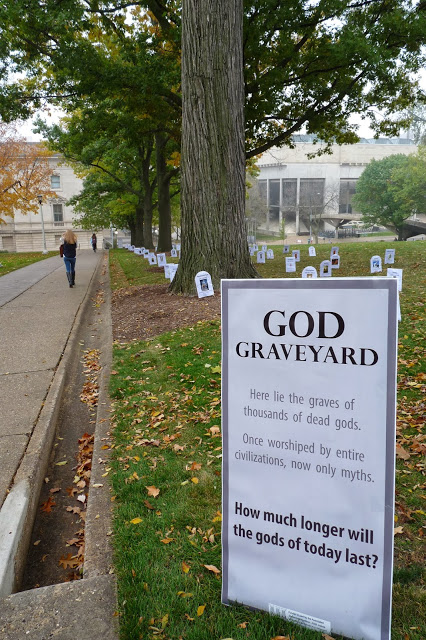 GOD
GRAVEYARD
Here lie the graves of
thousands of dead gods.
Once worshiped by entire
civilizations, now only myths.
How much longer will
the gods of today last?